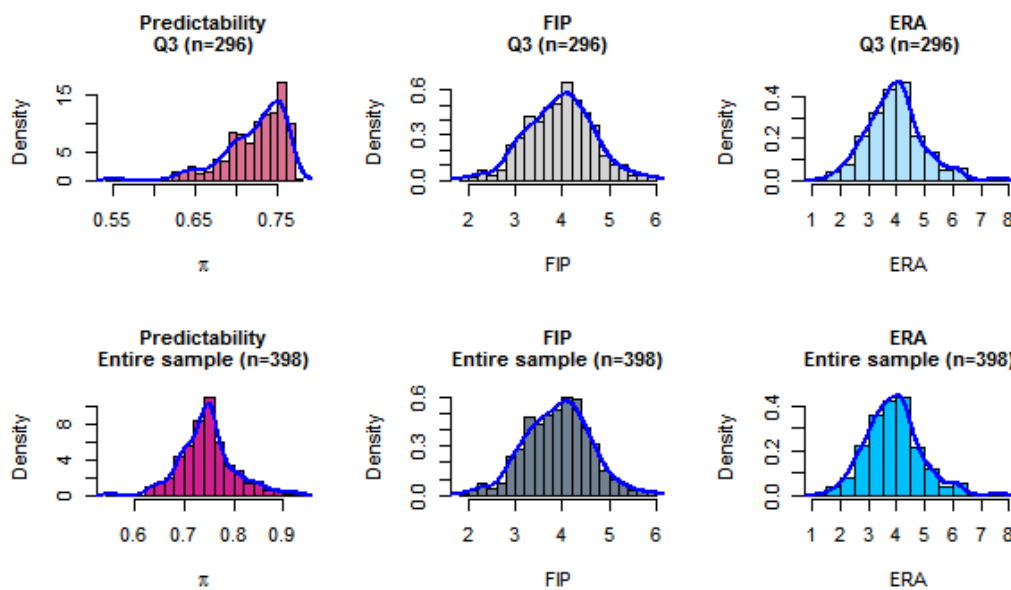 Predictability
Q3 (n=296)
Density
0 5 15
0.55 0.65 0.75
π
FIP
Q3 (n=296)
Density
0.0 0.3 0.6
2 3 4 5 6
FIP
ERA
Q3 (n=296)
Density
0.0 0.2 0.4
1 2 3 4 5 6 7 8
ERA
Predictability
Entire sample (n=398)
Density
0 4 8
0.6 0.7 0.8 0.9
π
FIP
Entire sample (n=398)
Density
0.0 0.3 0.6
2 3 4 5 6
FIP
ERA
Entire sample (n=398)
Density
0.0 0.2 0.4
1 2 3 4 5 6 7 8
ERA